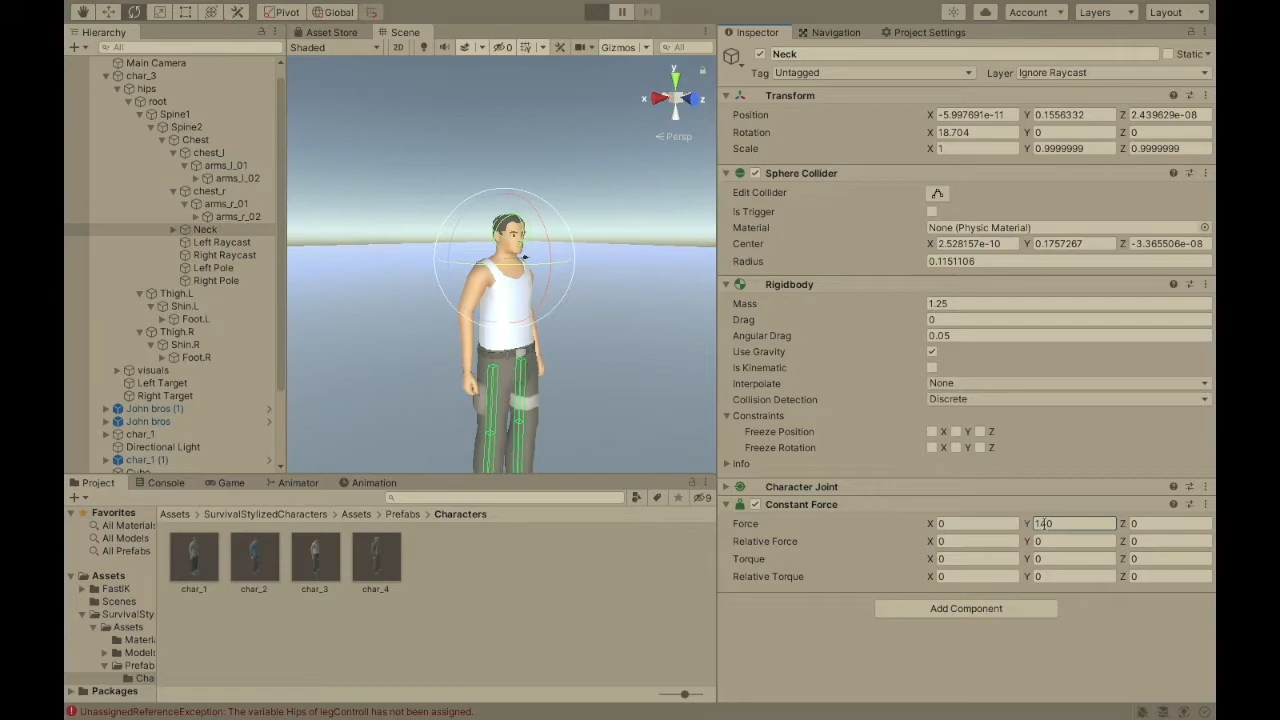 Pivot Global Account Layers Layout
Hierarchy
Asset Store Scene
Inspector Navigation Project Settings
All
Shaded 2D 0 Gizmos All
Neck Static
Tag Untagged Layer Ignore Raycast
Main Camera
char_3
hips
root
Spine1
Spine2
Chest
chest_l
arms_l_01
arms_l_02
chest_r
arms_r_01
arms_r_02
Neck
Left Raycast
Right Raycast
Left Pole
Right Pole
Thigh.L
Shin.L
Foot.L
Thigh.R
Shin.R
Foot.R
visuals
Left Target
Right Target
John bros (1)
John bros
char_1
Directional Light
char_1 (1)
Cube
y
x z
Persp
Transform
Position X -5.997691e-11 Y 0.1556332 Z 2.439629e-08
Rotation X 18.704 Y 0 Z 0
Scale X 1 Y 0.9999999 Z 0.9999999
Sphere Collider
Edit Collider
Is Trigger
Material None (Physic Material)
Center X 2.528157e-10 Y 0.1757267 Z -3.365506e-08
Radius 0.1151106
Rigidbody
Mass 1.25
Drag 0
Angular Drag 0.05
Use Gravity
Is Kinematic
Interpolate None
Collision Detection Discrete
Constraints
Freeze Position X Y Z
Freeze Rotation X Y Z
Info
Character Joint
Constant Force
Force X 0 Y Z 0
Relative Force X 0 Y 0 Z 0
Torque X 0 Y 0 Z 0
Relative Torque X 0 Y 0 Z 0
Add Component
Project Console Game Animator Animation
9
Favorites
All Materials
All Models
All Prefabs
Assets
FastIK
Scenes
SurvivalSty
Assets
Materi
Models
Prefab
Cha
Packages
Assets SurvivalStylizedCharacters Assets Prefabs Characters
char_1 char_2 char_3 char_4
UnassignedReferenceException: The variable Hips of legControll has not been assigned.